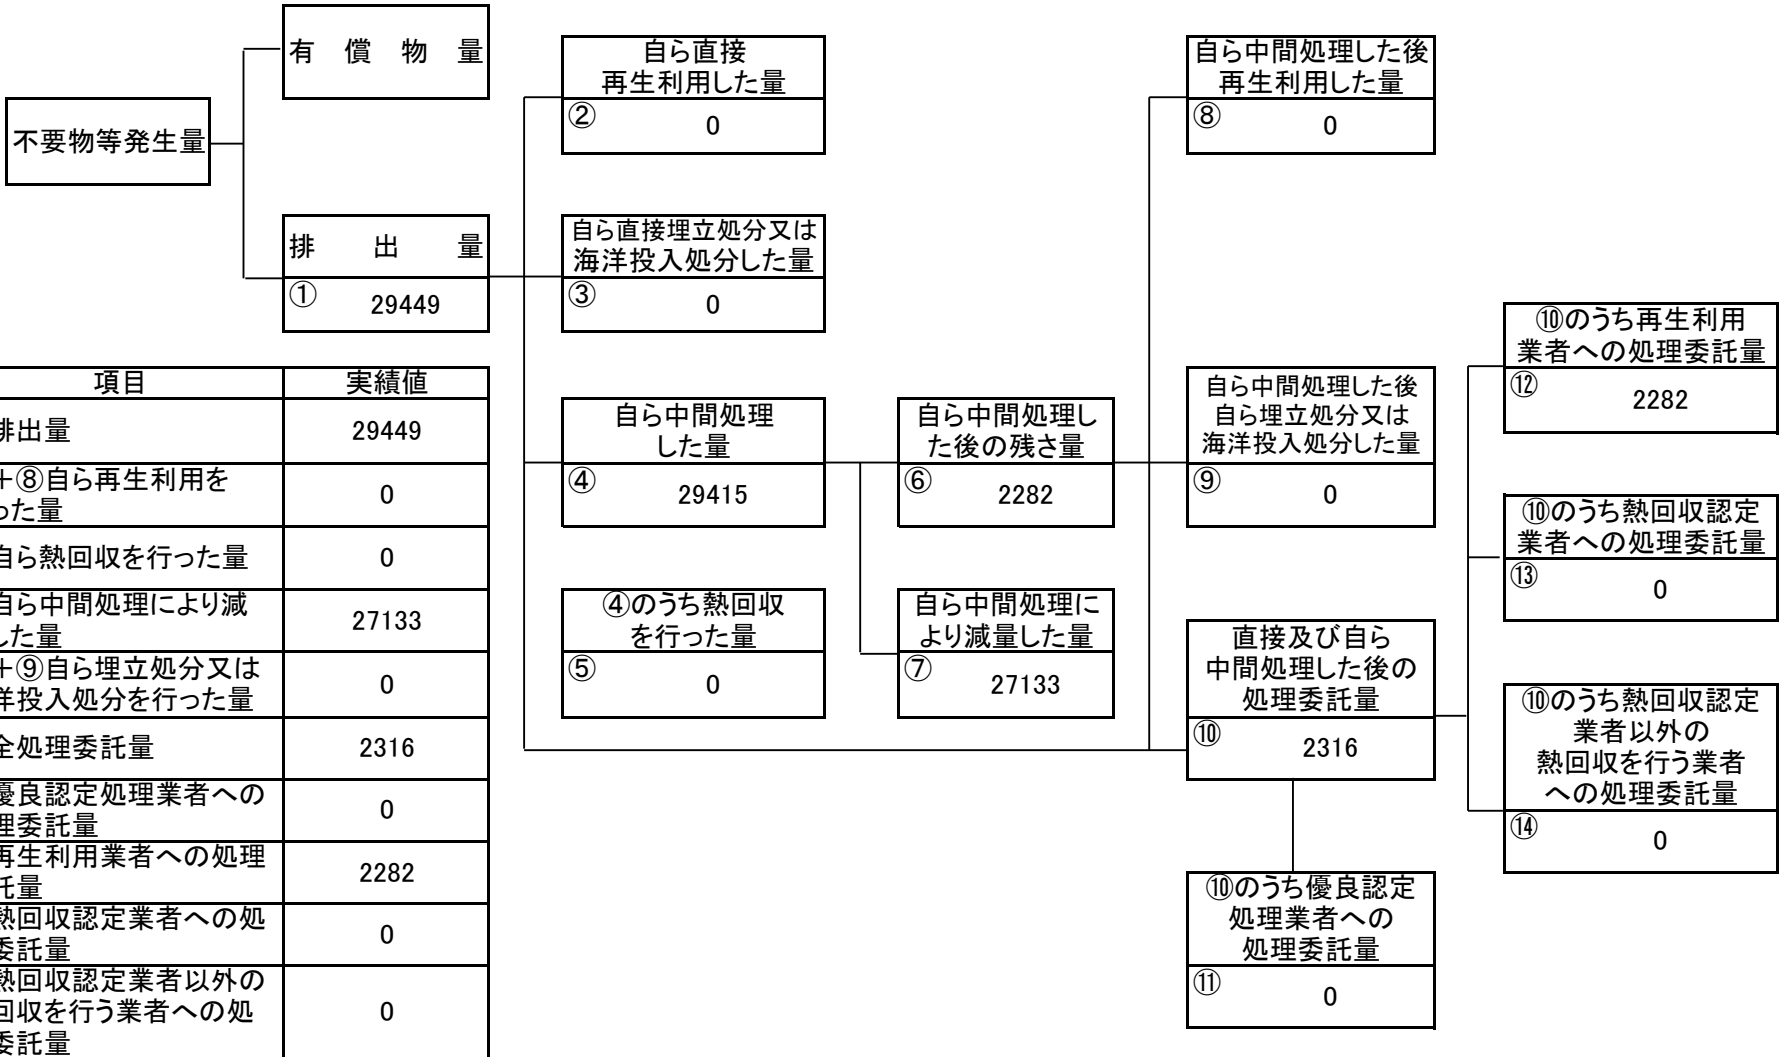 不要物等発生量
有 償 物 量
排 出 量
① 29449
自ら直接
再生利用した量
② 0
自ら直接埋立処分又は
海洋投入処分した量
③ 0
自ら中間処理
した量
④ 29415
④のうち熱回収
を行った量
⑤ 0
自ら中間処理し
た後の残さ量
⑥ 2282
自ら中間処理に
より減量した量
⑦ 27133
自ら中間処理した後
再生利用した量
⑧ 0
自ら中間処理した後
自ら埋立処分又は
海洋投入処分した量
⑨ 0
直接及び自ら
中間処理した後の
処理委託量
⑩ 2316
⑩のうち優良認定
処理業者への
処理委託量
⑪ 0
⑩のうち再生利用
業者への処理委託量
⑫ 2282
⑩のうち熱回収認定
業者への処理委託量
⑬ 0
⑩のうち熱回収認定
業者以外の
熱回収を行う業者
への処理委託量
⑭ 0
項目 実績値
排出量 29449
+⑧自ら再生利用を
った量 0
自ら熱回収を行った量 0
自ら中間処理により減
した量 27133
+⑨自ら埋立処分又は
洋投入処分を行った量 0
全処理委託量 2316
優良認定処理業者への
理委託量 0
再生利用業者への処理
託量 2282
熱回収認定業者への処
委託量 0
熱回収認定業者以外の
回収を行う業者への処
委託量 0